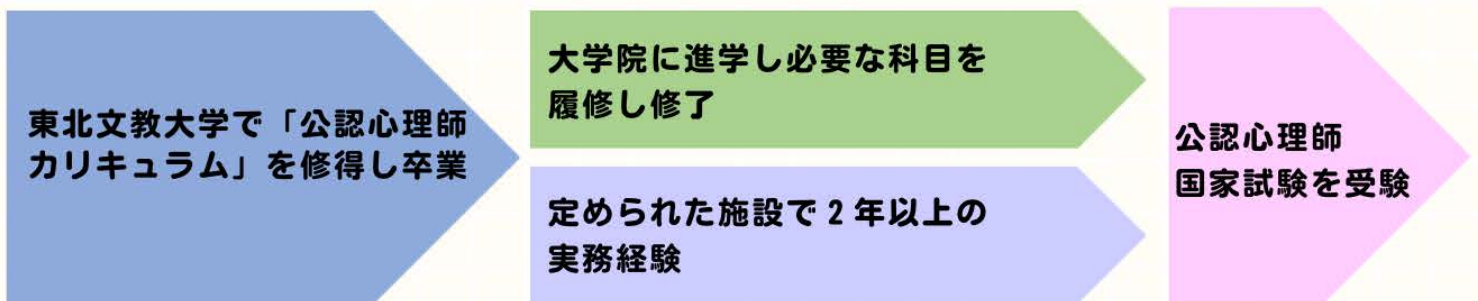 東北文教大学で「公認心理師
カリキュラム」を修得し卒業
大学院に進学し必要な科目を
履修し修了
定められた施設で2年以上の
実務経験
公認心理師
国家試験を受験